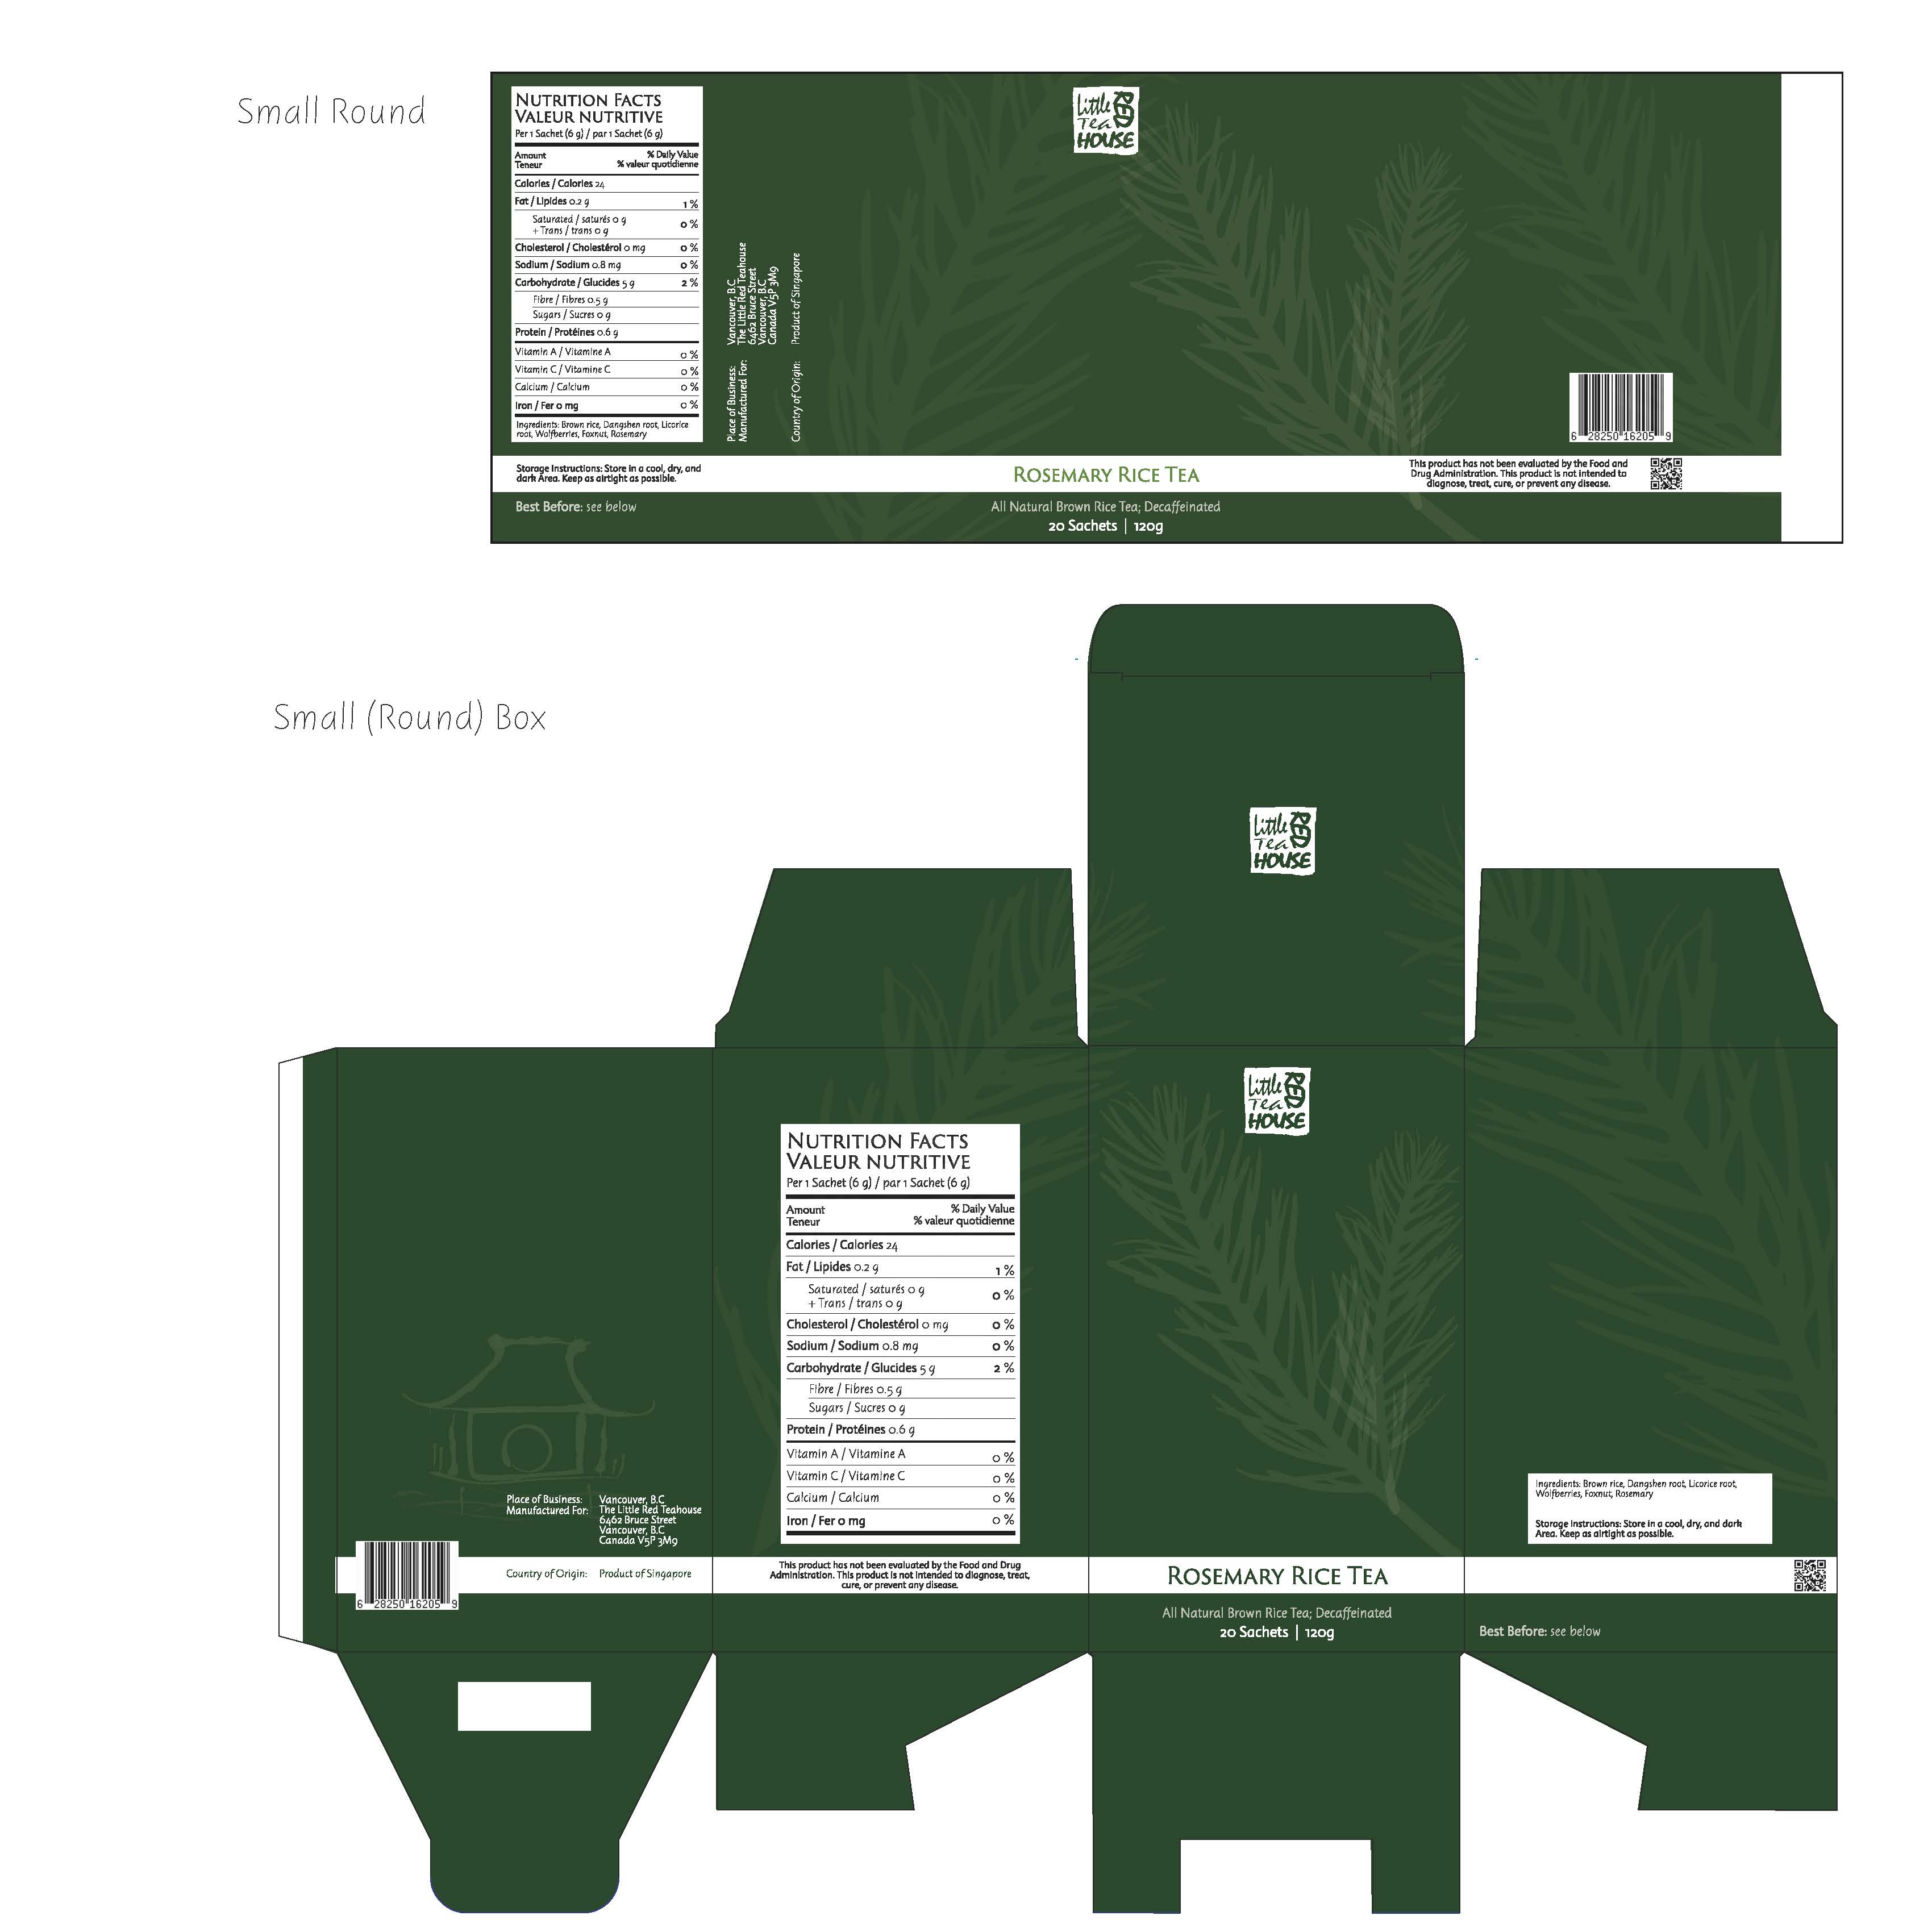 Small Round
NUTRITION FACTS
VALEUR NUTRITIVE
Per 1 Sachet (6 g) / par 1 Sachet (6 g)
Amount % Daily Value
Teneur % valeur quotidienne
Calories / Calories 24
Fat / Lipides 0.2 g 1 %
Saturated / saturés 0 g
+ Trans / trans 0 g 0 %
Cholesterol / Cholestérol 0 mg 0 %
Sodium / Sodium 0.8 mg 0 %
Carbohydrate / Glucides 5 g 2 %
Fibre / Fibres 0.5 g
Sugars / Sucres 0 g
Protein / Protéines 0.6 g
Vitamin A / Vitamine A 0 %
Vitamin C / Vitamine C 0 %
Calcium / Calcium 0 %
Iron / Fer 0 mg 0 %
Ingredients: Brown rice, Dangshen root, Licorice
root, Wolfberries, Foxnut, Rosemary
Storage Instructions: Store in a cool, dry, and
dark Area. Keep as airtight as possible.
Best Before: see below
Place of Business: Vancouver, B.C
Manufactured For: The Little Red Teahouse
6462 Bruce Street
Vancouver, B.C
Canada V5P 3M9
Country of Origin: Product of Singapore
Little RED
Tea
HOUSE
ROSEMARY RICE TEA
All Natural Brown Rice Tea; Decaffeinated
20 Sachets | 120g
6 28250 16205 9
This product has not been evaluated by the Food and
Drug Administration. This product is not intended to
diagnose, treat, cure, or prevent any disease.
Small (Round) Box
Little RED
Tea
HOUSE
Place of Business: Vancouver, B.C
Manufactured For: The Little Red Teahouse
6462 Bruce Street
Vancouver, B.C
Canada V5P 3M9
Country of Origin: Product of Singapore
6 28250 16205 9
NUTRITION FACTS
VALEUR NUTRITIVE
Per 1 Sachet (6 g) / par 1 Sachet (6 g)
Amount % Daily Value
Teneur % valeur quotidienne
Calories / Calories 24
Fat / Lipides 0.2 g 1 %
Saturated / saturés 0 g
+ Trans / trans 0 g 0 %
Cholesterol / Cholestérol 0 mg 0 %
Sodium / Sodium 0.8 mg 0 %
Carbohydrate / Glucides 5 g 2 %
Fibre / Fibres 0.5 g
Sugars / Sucres 0 g
Protein / Protéines 0.6 g
Vitamin A / Vitamine A 0 %
Vitamin C / Vitamine C 0 %
Calcium / Calcium 0 %
Iron / Fer 0 mg 0 %
This product has not been evaluated by the Food and Drug
Administration. This product is not intended to diagnose, treat,
cure, or prevent any disease.
Little RED
Tea
HOUSE
ROSEMARY RICE TEA
All Natural Brown Rice Tea; Decaffeinated
20 Sachets | 120g
Ingredients: Brown rice, Dangshen root, Licorice root,
Wolfberries, Foxnut, Rosemary
Storage Instructions: Store in a cool, dry, and dark
Area. Keep as airtight as possible.
Best Before: see below